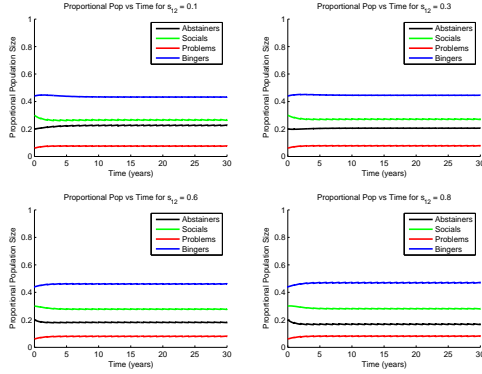 Proportional Pop vs Time for s12 = 0.1
Proportional Population Size
1
0.8
0.6
0.4
0.2
0
0 5 10 15 20 25 30
Time (years)
Abstainers
Socials
Problems
Bingers
Proportional Pop vs Time for s12 = 0.3
Proportional Population Size
1
0.8
0.6
0.4
0.2
0
0 5 10 15 20 25 30
Time (years)
Abstainers
Socials
Problems
Bingers
Proportional Pop vs Time for s12 = 0.6
Proportional Population Size
1
0.8
0.6
0.4
0.2
0
0 5 10 15 20 25 30
Time (years)
Abstainers
Socials
Problems
Bingers
Proportional Pop vs Time for s12 = 0.8
Proportional Population Size
1
0.8
0.6
0.4
0.2
0
0 5 10 15 20 25 30
Time (years)
Abstainers
Socials
Problems
Bingers